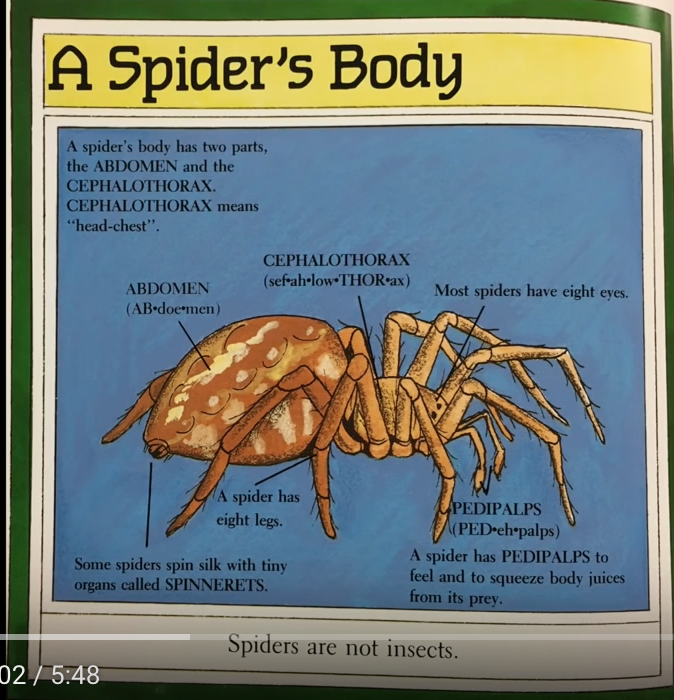 A Spider's Body
A spider's body has two parts,
the ABDOMEN and the
CEPHALOTHORAX.
CEPHALOTHORAX means
“head-chest”.
CEPHALOTHORAX
(sef•ah•low•THOR•ax)
ABDOMEN
(AB•doe•men)
Most spiders have eight eyes.
A spider has
eight legs.
PEDIPALPS
(PED•eh•palps)
Some spiders spin silk with tiny
organs called SPINNERETS.
A spider has PEDIPALPS to
feel and to squeeze body juices
from its prey.
Spiders are not insects.
02 / 5:48